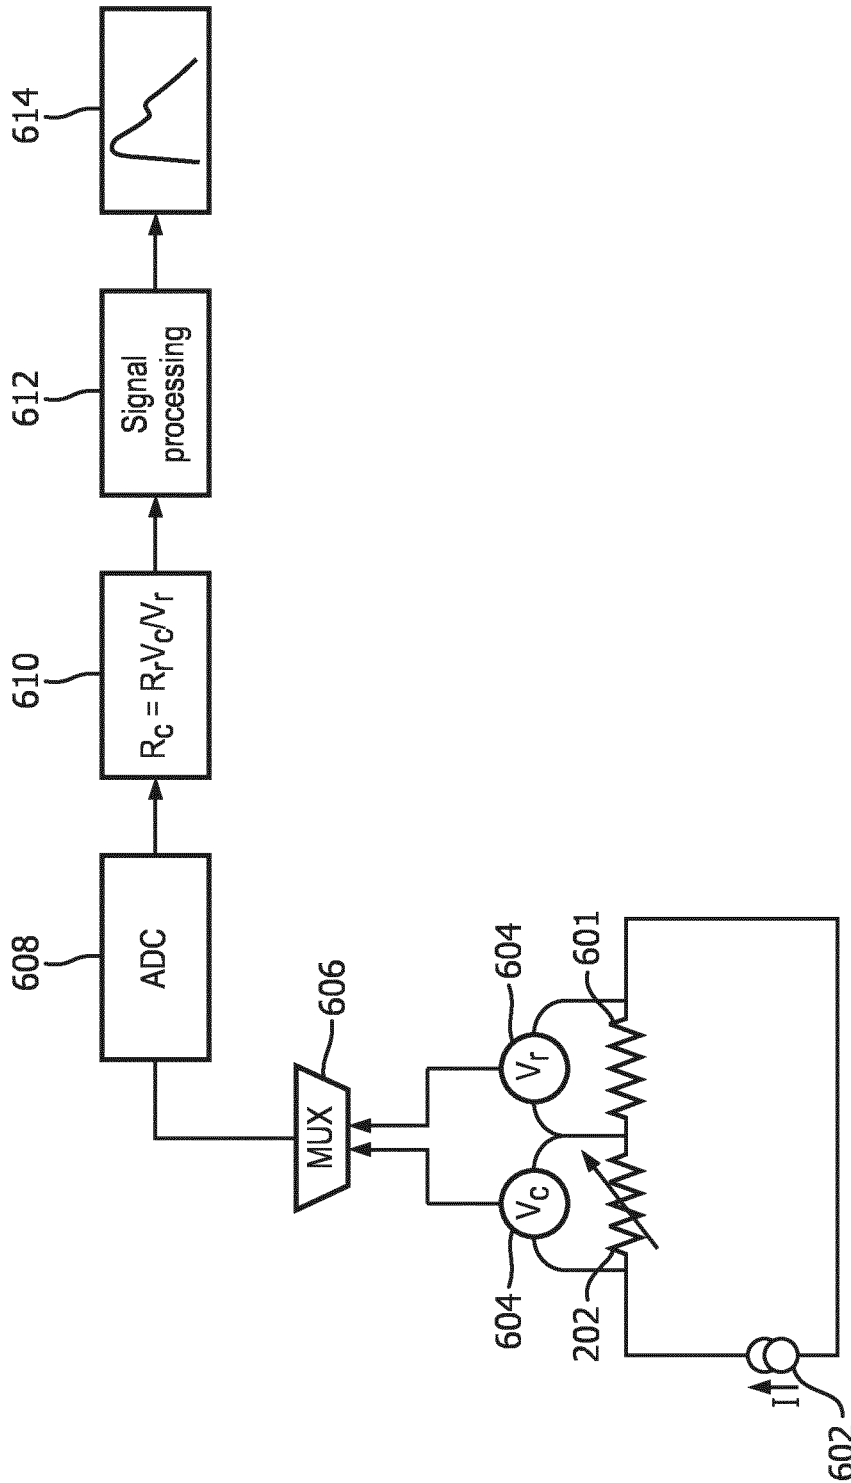 614
612
610
608
Signal
processing
R_c = R_rV_c/V_r
ADC
606
MUX
604
V_r
601
604
V_c
202
I
602